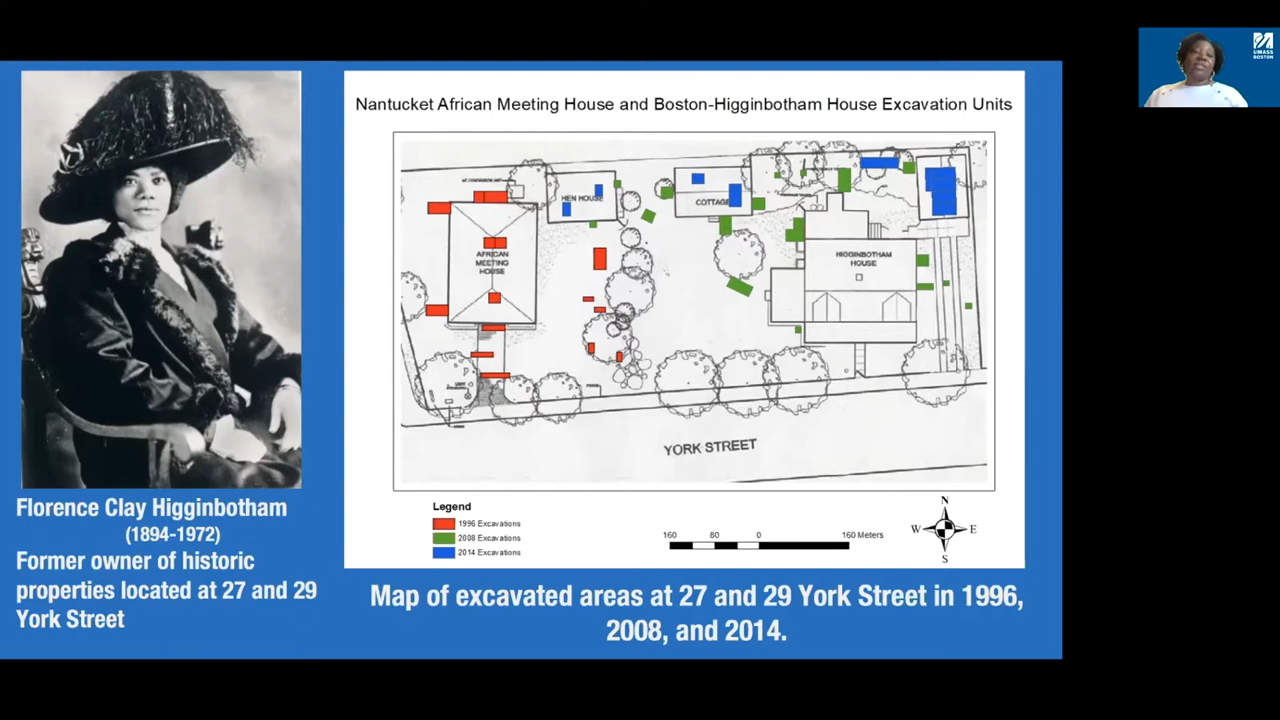 UMASS
BOSTON
Nantucket African Meeting House and Boston-Higginbotham House Excavation Units
HEN HOUSE
COTTAGE
AFRICAN
MEETING
HOUSE
HIGGINBOTHAM
HOUSE
YORK STREET
Legend
1996 Excavations
2008 Excavations
2014 Excavations
160 80 0 160 Meters
N
W E
S
Florence Clay Higginbotham
(1894-1972)
Former owner of historic
properties located at 27 and 29
York Street
Map of excavated areas at 27 and 29 York Street in 1996,
2008, and 2014.